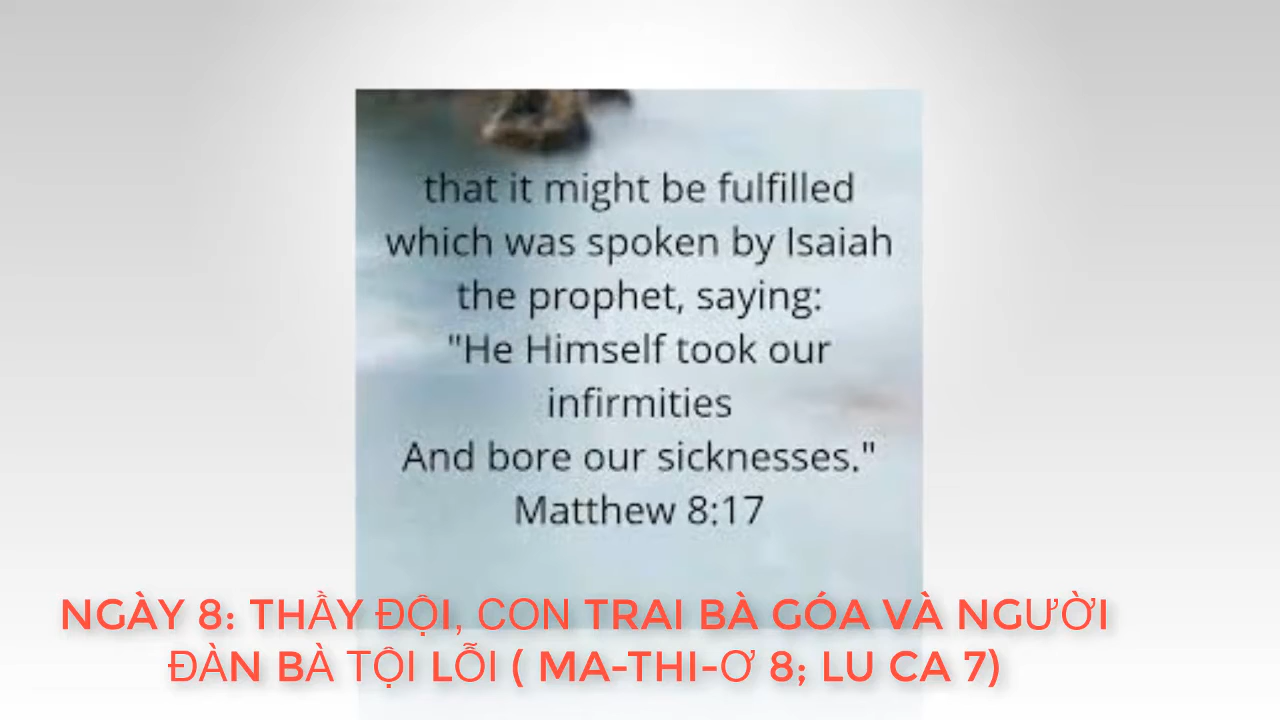 that it might be fulfilled
which was spoken by Isaiah
the prophet, saying:
"He Himself took our
infirmities
And bore our sicknesses."
Matthew 8:17
NGÀY 8: THẦY ĐỘI, CON TRAI BÀ GÓA VÀ NGƯỜI
ĐÀN BÀ TỘI LỖI ( MA-THI-Ơ 8; LU CA 7)